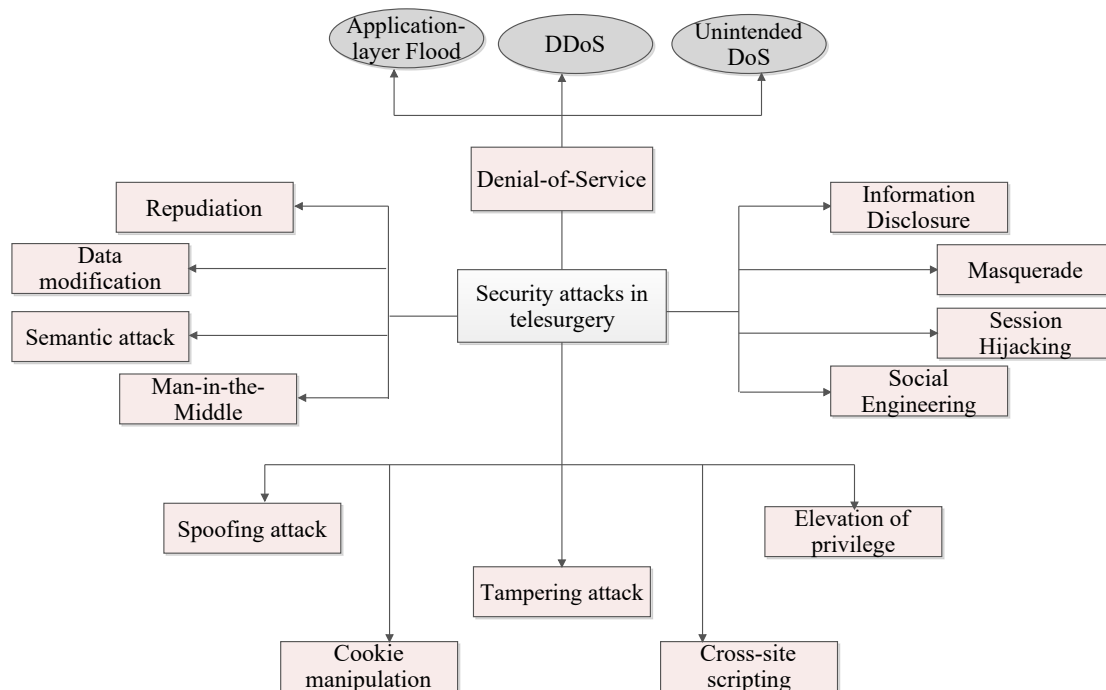 Application-
layer Flood
DDoS
Unintended
DoS
Denial-of-Service
Repudiation
Information
Disclosure
Data
modification
Masquerade
Security attacks in
telesurgery
Semantic attack
Session
Hijacking
Man-in-the-
Middle
Social
Engineering
Spoofing attack
Elevation of
privilege
Tampering attack
Cookie
manipulation
Cross-site
scripting